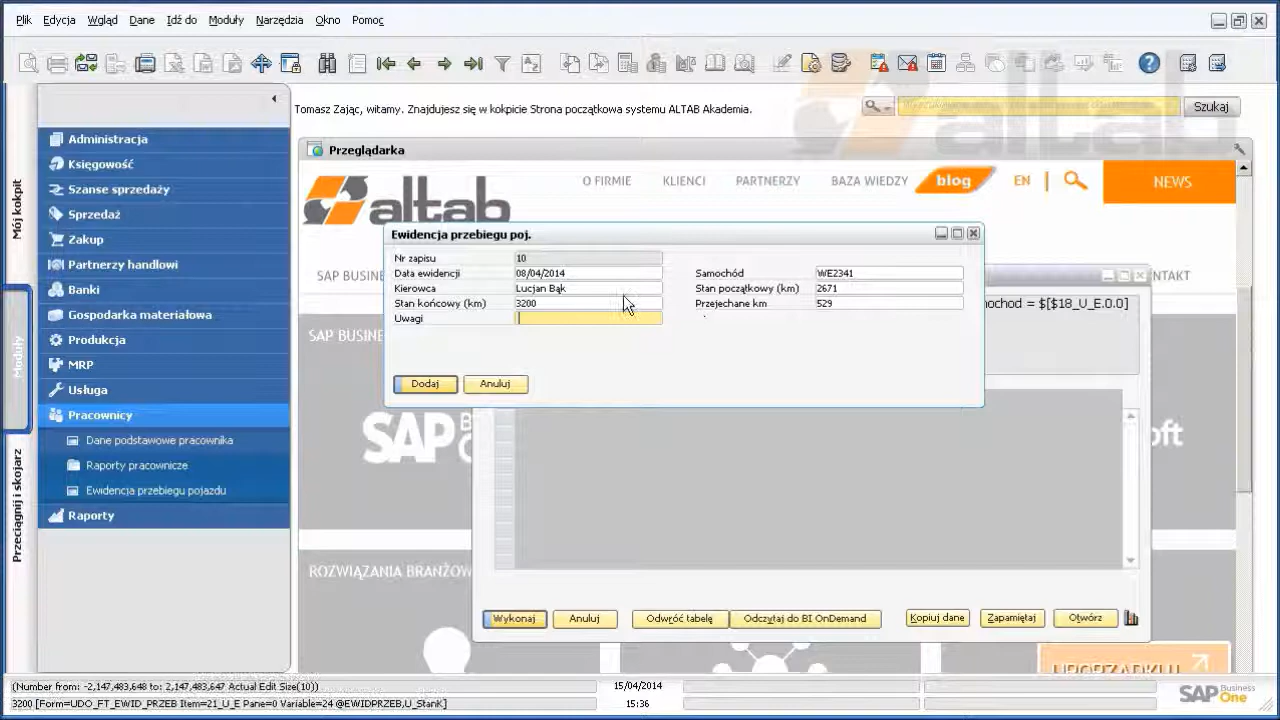 Plik Edycja Wgląd Dane Idź do Moduły Narzędzia Okno Pomoc
Tomasz Zając, witamy. Znajdujesz się w kokpicie Strona początkowa systemu ALTAB Akademia.
Szukaj
altab
Mój kokpit
Moduły
Przeciągnij i skojarz
Administracja
Księgowość
Szanse sprzedaży
Sprzedaż
Zakup
Partnerzy handlowi
Banki
Gospodarka materiałowa
Produkcja
MRP
Usługa
Pracownicy
Dane podstawowe pracownika
Raporty pracownicze
Ewidencja przebiegu pojazdu
Raporty
Przeglądarka
altab
O FIRMIE KLIENCI PARTNERZY BAZA WIEDZY blog EN NEWS
SAP BUSINE
NTAKT
Ewidencja przebiegu poj.
Nr zapisu 10
Data ewidencji 08/04/2014 Samochód WE2341
Kierowca Lucjan Bąk Stan początkowy (km) 2671
Stan końcowy (km) 3200 Przejechane km 529
Uwagi
Dodaj Anuluj
ochod = $[$18_U_E.0.0]
SAP BUSINE
SAP
soft
ROZWIĄZANIA BRANŻOW
Wykonaj Anuluj Odwróć tabelę Odczytaj do BI OnDemand Kopiuj dane Zapamiętaj Otwórz
UPORZĄDKUJ
(Number from: -2,147,483,648 to: 2,147,483,647 Actual Edit Size(10)) 15/04/2014
3200 [Form=UDO_FT_EWID_PRZEB Item=21_U_E Pane=0 Variable=24 @EWIDPRZEB,U_StanK] 15:36
SAP Business One